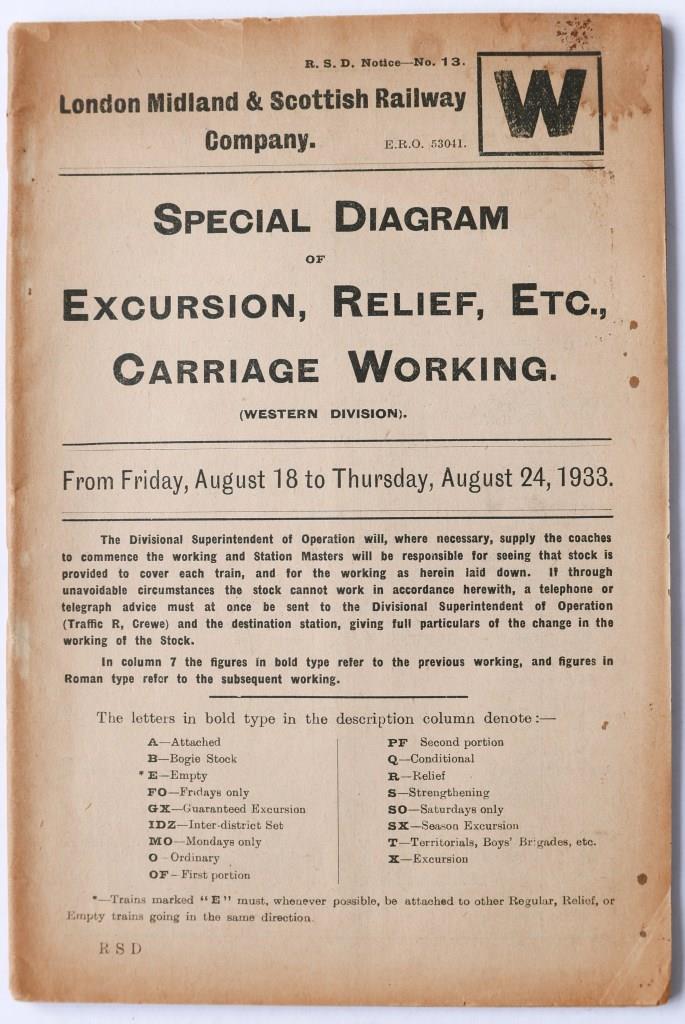 R. S. D. Notice—No. 13.
W
London Midland & Scottish Railway
Company.
E.R.O. 53041.
SPECIAL DIAGRAM
OF
EXCURSION, RELIEF, ETC.,
CARRIAGE WORKING.
(WESTERN DIVISION).
From Friday, August 18 to Thursday, August 24, 1933.
The Divisional Superintendent of Operation will, where necessary, supply the coaches
to commence the working and Station Masters will be responsible for seeing that stock is
provided to cover each train, and for the working as herein laid down. If through
unavoidable circumstances the stock cannot work in accordance herewith, a telephone or
telegraph advice must at once be sent to the Divisional Superintendent of Operation
(Traffic R, Crewe) and the destination station, giving full particulars of the change in the
working of the Stock.
In column 7 the figures in bold type refer to the previous working, and figures in
Roman type refer to the subsequent working.
The letters in bold type in the description column denote:—
A—Attached
B—Bogie Stock
*E—Empty
FO—Fridays only
GX—Guaranteed Excursion
IDZ—Inter-district Set
MO—Mondays only
O—Ordinary
OF—First portion
PF Second portion
Q—Conditional
R—Relief
S—Strengthening
SO—Saturdays only
SX—Season Excursion
T—Territorials, Boys' Brigades, etc.
X—Excursion
*—Trains marked "E" must, whenever possible, be attached to other Regular, Relief, or
Empty trains going in the same direction.
R S D